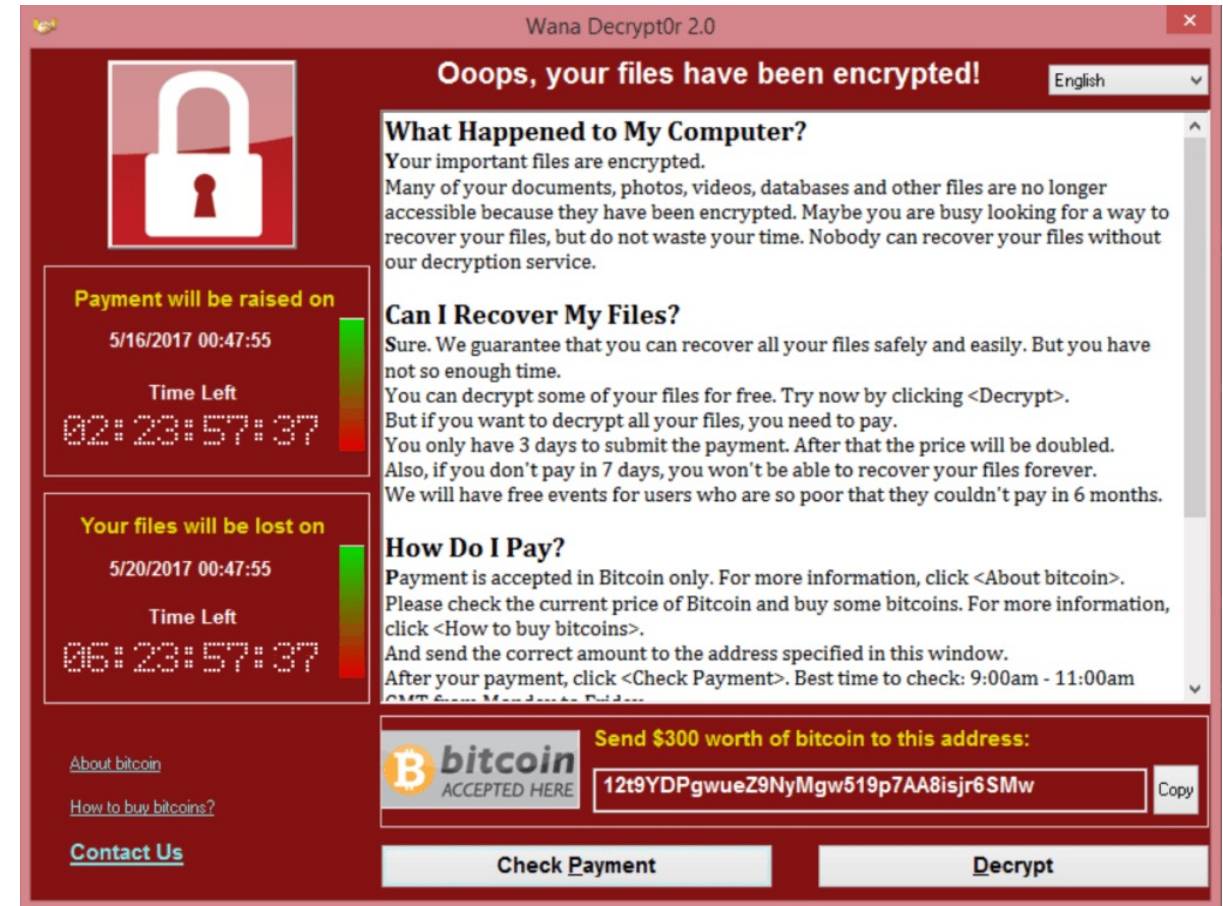 Wana Decrypt0r 2.0
Ooops, your files have been encrypted!
English
Payment will be raised on
5/16/2017 00:47:55
Time Left
02:23:57:37
Your files will be lost on
5/20/2017 00:47:55
Time Left
06:23:57:37
About bitcoin
How to buy bitcoins?
Contact Us
What Happened to My Computer?
Your important files are encrypted.
Many of your documents, photos, videos, databases and other files are no longer
accessible because they have been encrypted. Maybe you are busy looking for a way to
recover your files, but do not waste your time. Nobody can recover your files without
our decryption service.
Can I Recover My Files?
Sure. We guarantee that you can recover all your files safely and easily. But you have
not so enough time.
You can decrypt some of your files for free. Try now by clicking <Decrypt>.
But if you want to decrypt all your files, you need to pay.
You only have 3 days to submit the payment. After that the price will be doubled.
Also, if you don't pay in 7 days, you won't be able to recover your files forever.
We will have free events for users who are so poor that they couldn't pay in 6 months.
How Do I Pay?
Payment is accepted in Bitcoin only. For more information, click <About bitcoin>.
Please check the current price of Bitcoin and buy some bitcoins. For more information,
click <How to buy bitcoins>.
And send the correct amount to the address specified in this window.
After your payment, click <Check Payment>. Best time to check: 9:00am - 11:00am
GMT from Monday to Friday
bitcoin
ACCEPTED HERE
Send $300 worth of bitcoin to this address:
12t9YDPgwueZ9NyMgw519p7AA8isjr6SMw
Copy
Check Payment
Decrypt